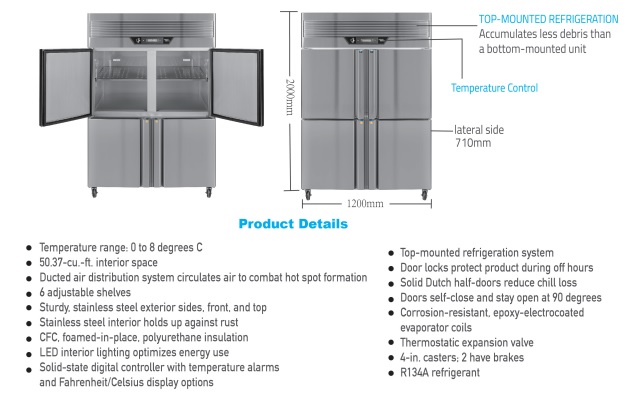 TOP-MOUNTED REFRIGERATION
Accumulates less debris than
a bottom-mounted unit
Temperature Control
2000mm
lateral side
710mm
1200mm
Product Details
● Temperature range: 0 to 8 degrees C
● 50.37-cu.-ft. interior space
● Ducted air distribution system circulates air to combat hot spot formation
● 6 adjustable shelves
● Sturdy, stainless steel exterior sides, front, and top
● Stainless steel interior holds up against rust
● CFC, foamed-in-place, polyurethane insulation
● LED interior lighting optimizes energy use
● Solid-state digital controller with temperature alarms
and Fahrenheit/Celsius display options
● Top-mounted refrigeration system
● Door locks protect product during off hours
● Solid Dutch half-doors reduce chill loss
● Doors self-close and stay open at 90 degrees
● Corrosion-resistant, epoxy-electrocoated
evaporator coils
● Thermostatic expansion valve
● 4-in. casters; 2 have brakes
● R134A refrigerant